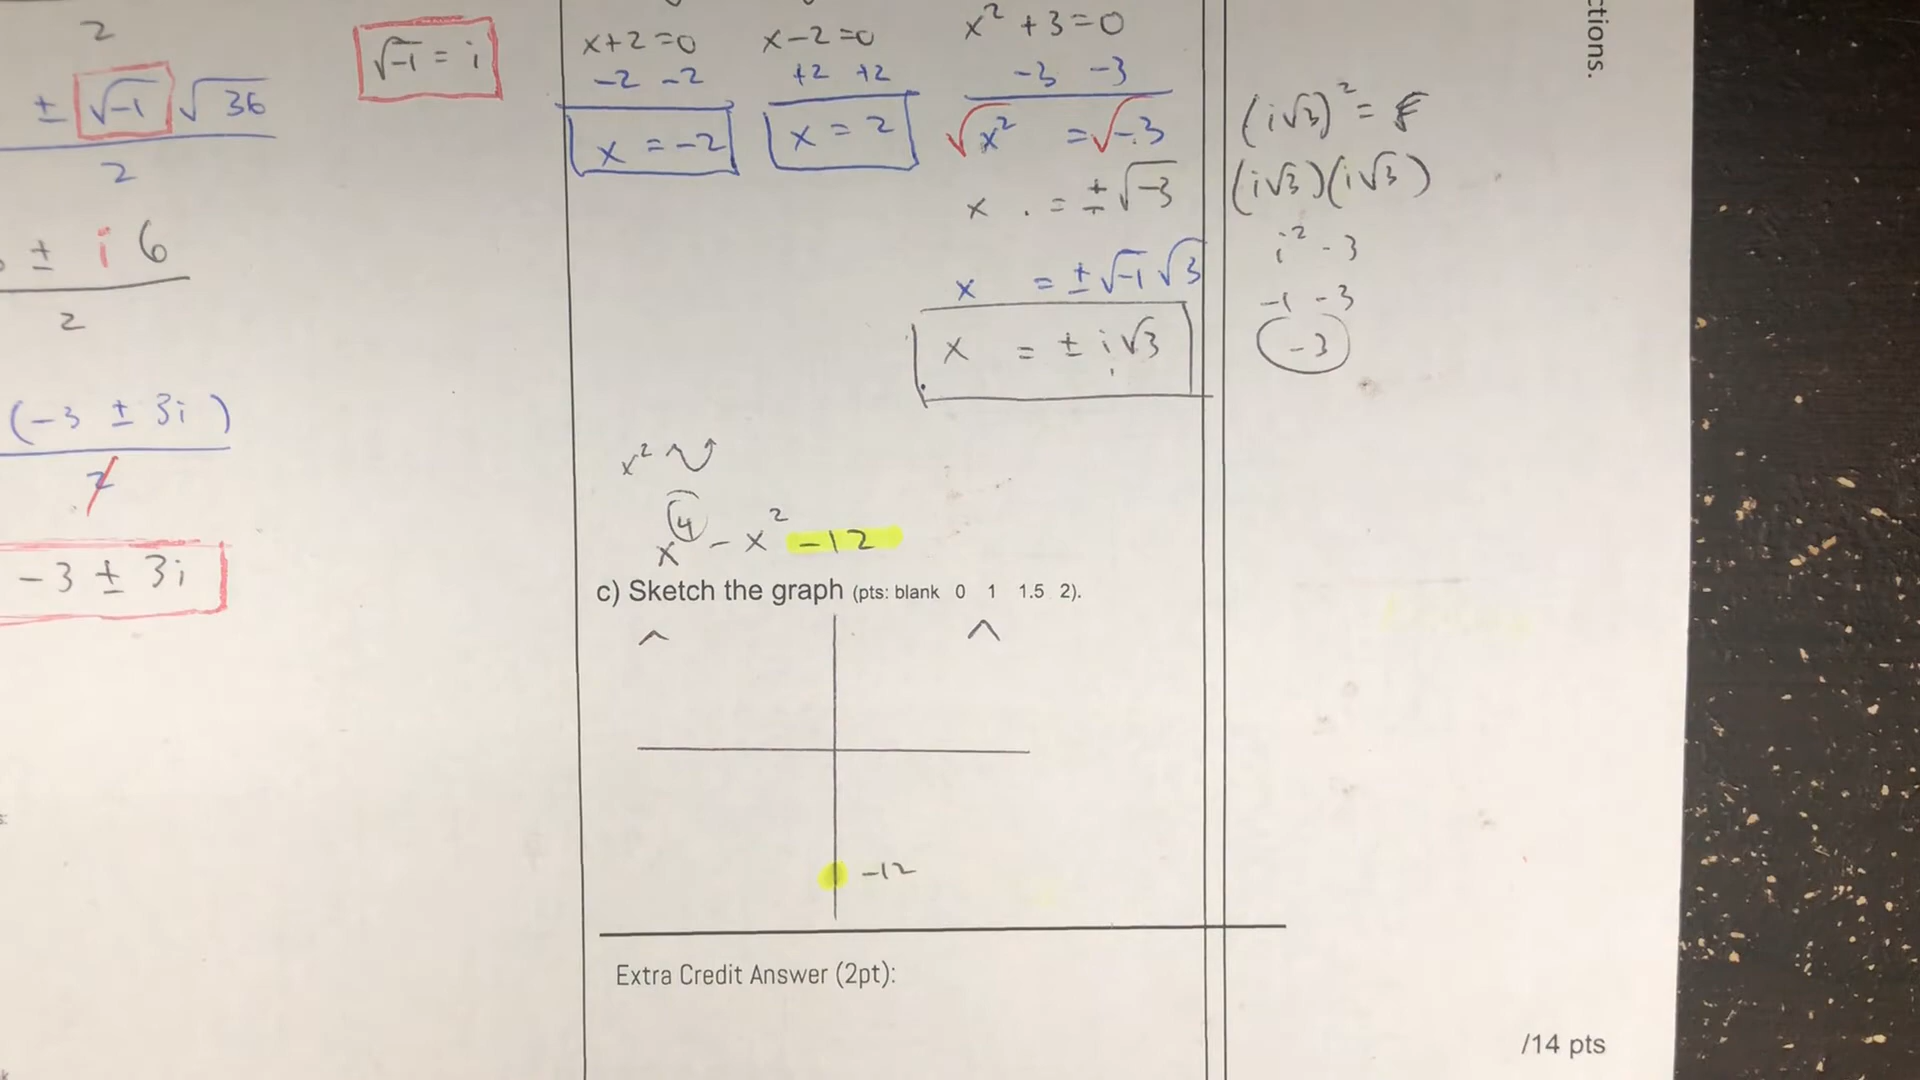 2
± √-1 √36
2
± i 6
2
(-3 ± 3i )
2
-3 ± 3i
√-1 = i
x+2=0
-2 -2
x = -2
x-2=0
+2 +2
x = 2
x² +3=0
-3 -3
√x² = √-3
x = ±√-3
x = ±√-1 √3
x = ± i√3
ctions.
(i√3)² =
(i√3)(i√3)
i² - 3
-1 - 3
-3
x²
x⁴ - x² -12
c) Sketch the graph (pts: blank 0 1 1.5 2).
-12
Extra Credit Answer (2pt):
/14 pts